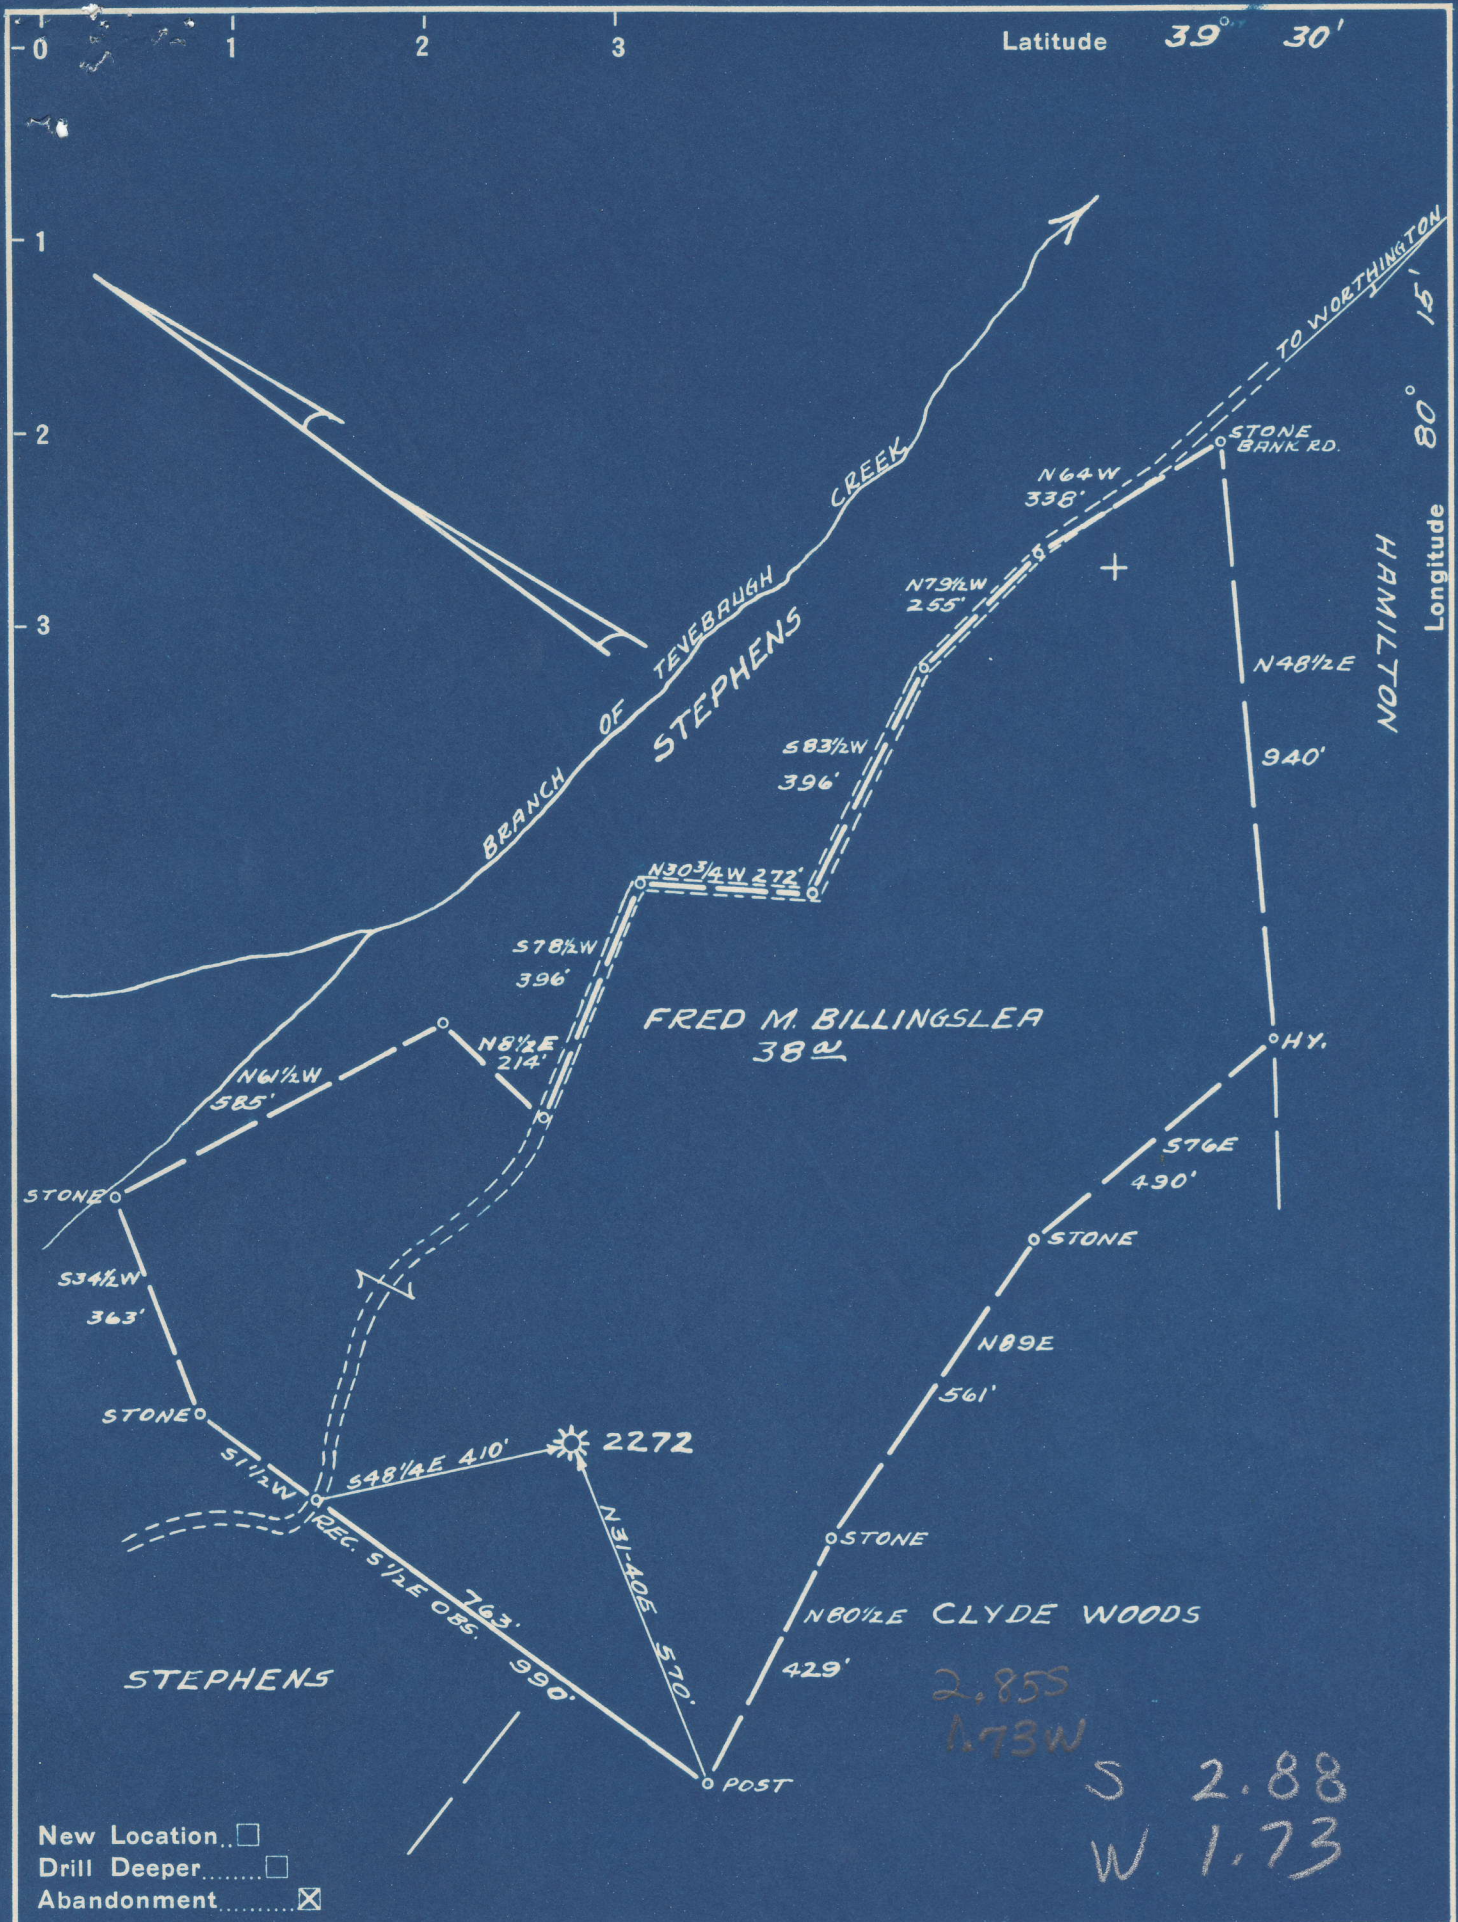 0 1 2 3
Latitude 39° 30'
1
2
3
TO WORTHINGTON
Longitude 80° 15'
HAMILTON
STONE
BANK RD.
N64W
338'
N79½W
255'
BRANCH OF TEVEBAUGH CREEK
STEPHENS
N48½E
940'
S83½W
396'
N30¾W 272'
S78½W
396'
FRED M. BILLINGSLEA
38 a
N8½E
214'
HY.
N61½W
585'
S76E
490'
STONE
STONE
S34½W
363'
N89E
561'
STONE
2272
S48¼E 410'
S1½W
REC. S½E OBS.
763'
990'
N31-40E 570'
STONE
N80½E
429'
CLYDE WOODS
STEPHENS
2.85S
1.73W
POST
S 2.88
W 1.73
New Location..☐
Drill Deeper........☐
Abandonment..........☒